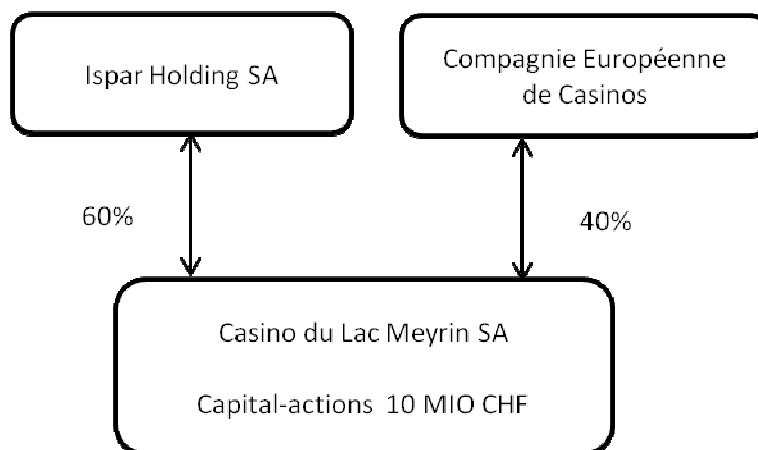 Ispar Holding SA
Compagnie Européenne
de Casinos
60%
40%
Casino du Lac Meyrin SA
Capital-actions 10 MIO CHF